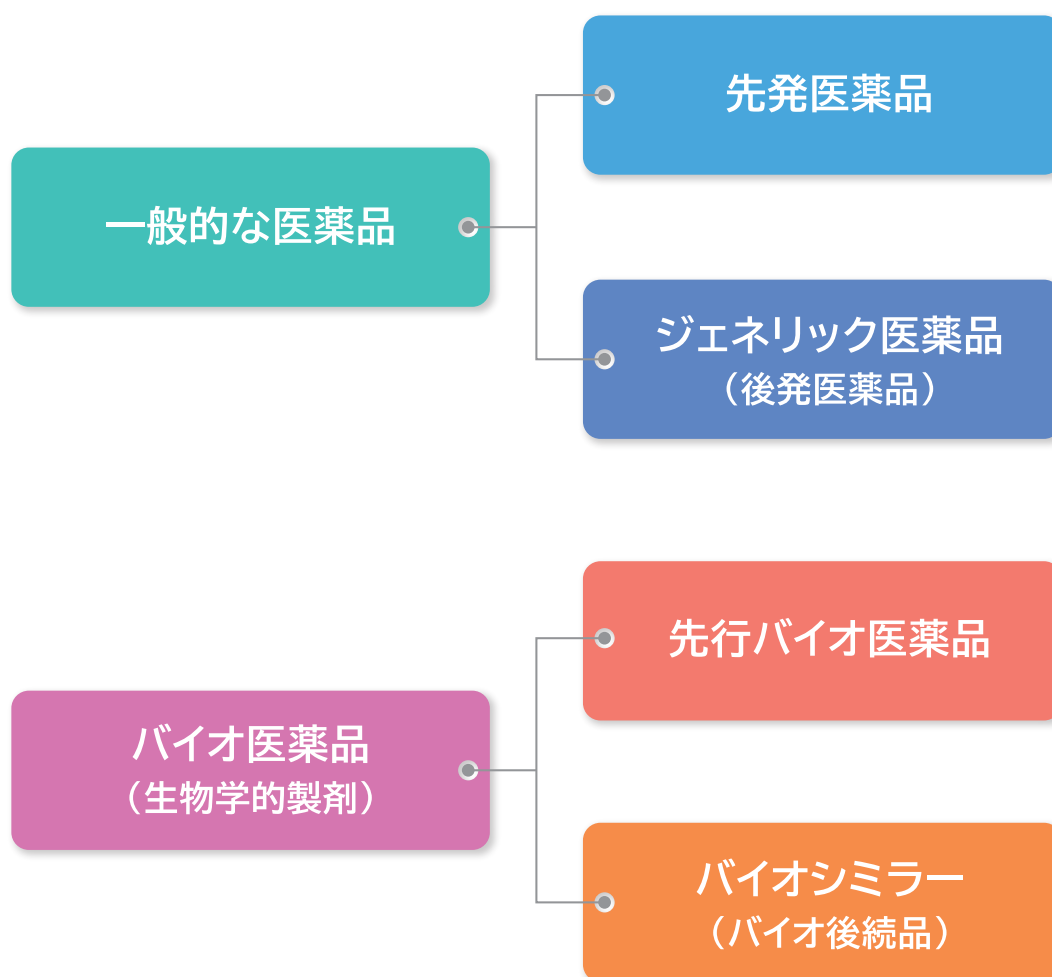 先発医薬品
一般的な医薬品
ジェネリック医薬品
（後発医薬品）
先行バイオ医薬品
バイオ医薬品
（生物学的製剤）
バイオシミラー
（バイオ後続品）